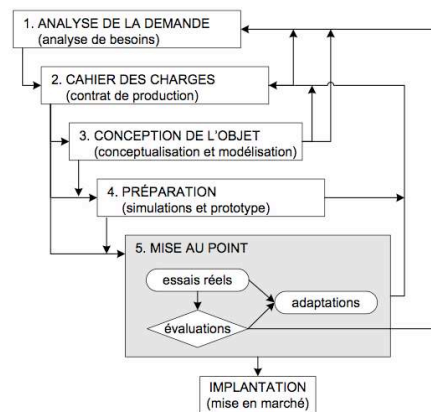 1. ANALYSE DE LA DEMANDE
(analyse de besoins)
2. CAHIER DES CHARGES
(contrat de production)
3. CONCEPTION DE L'OBJET
(conceptualisation et modélisation)
4. PRÉPARATION
(simulations et prototype)
5. MISE AU POINT
essais réels
adaptations
évaluations
IMPLANTATION
(mise en marché)